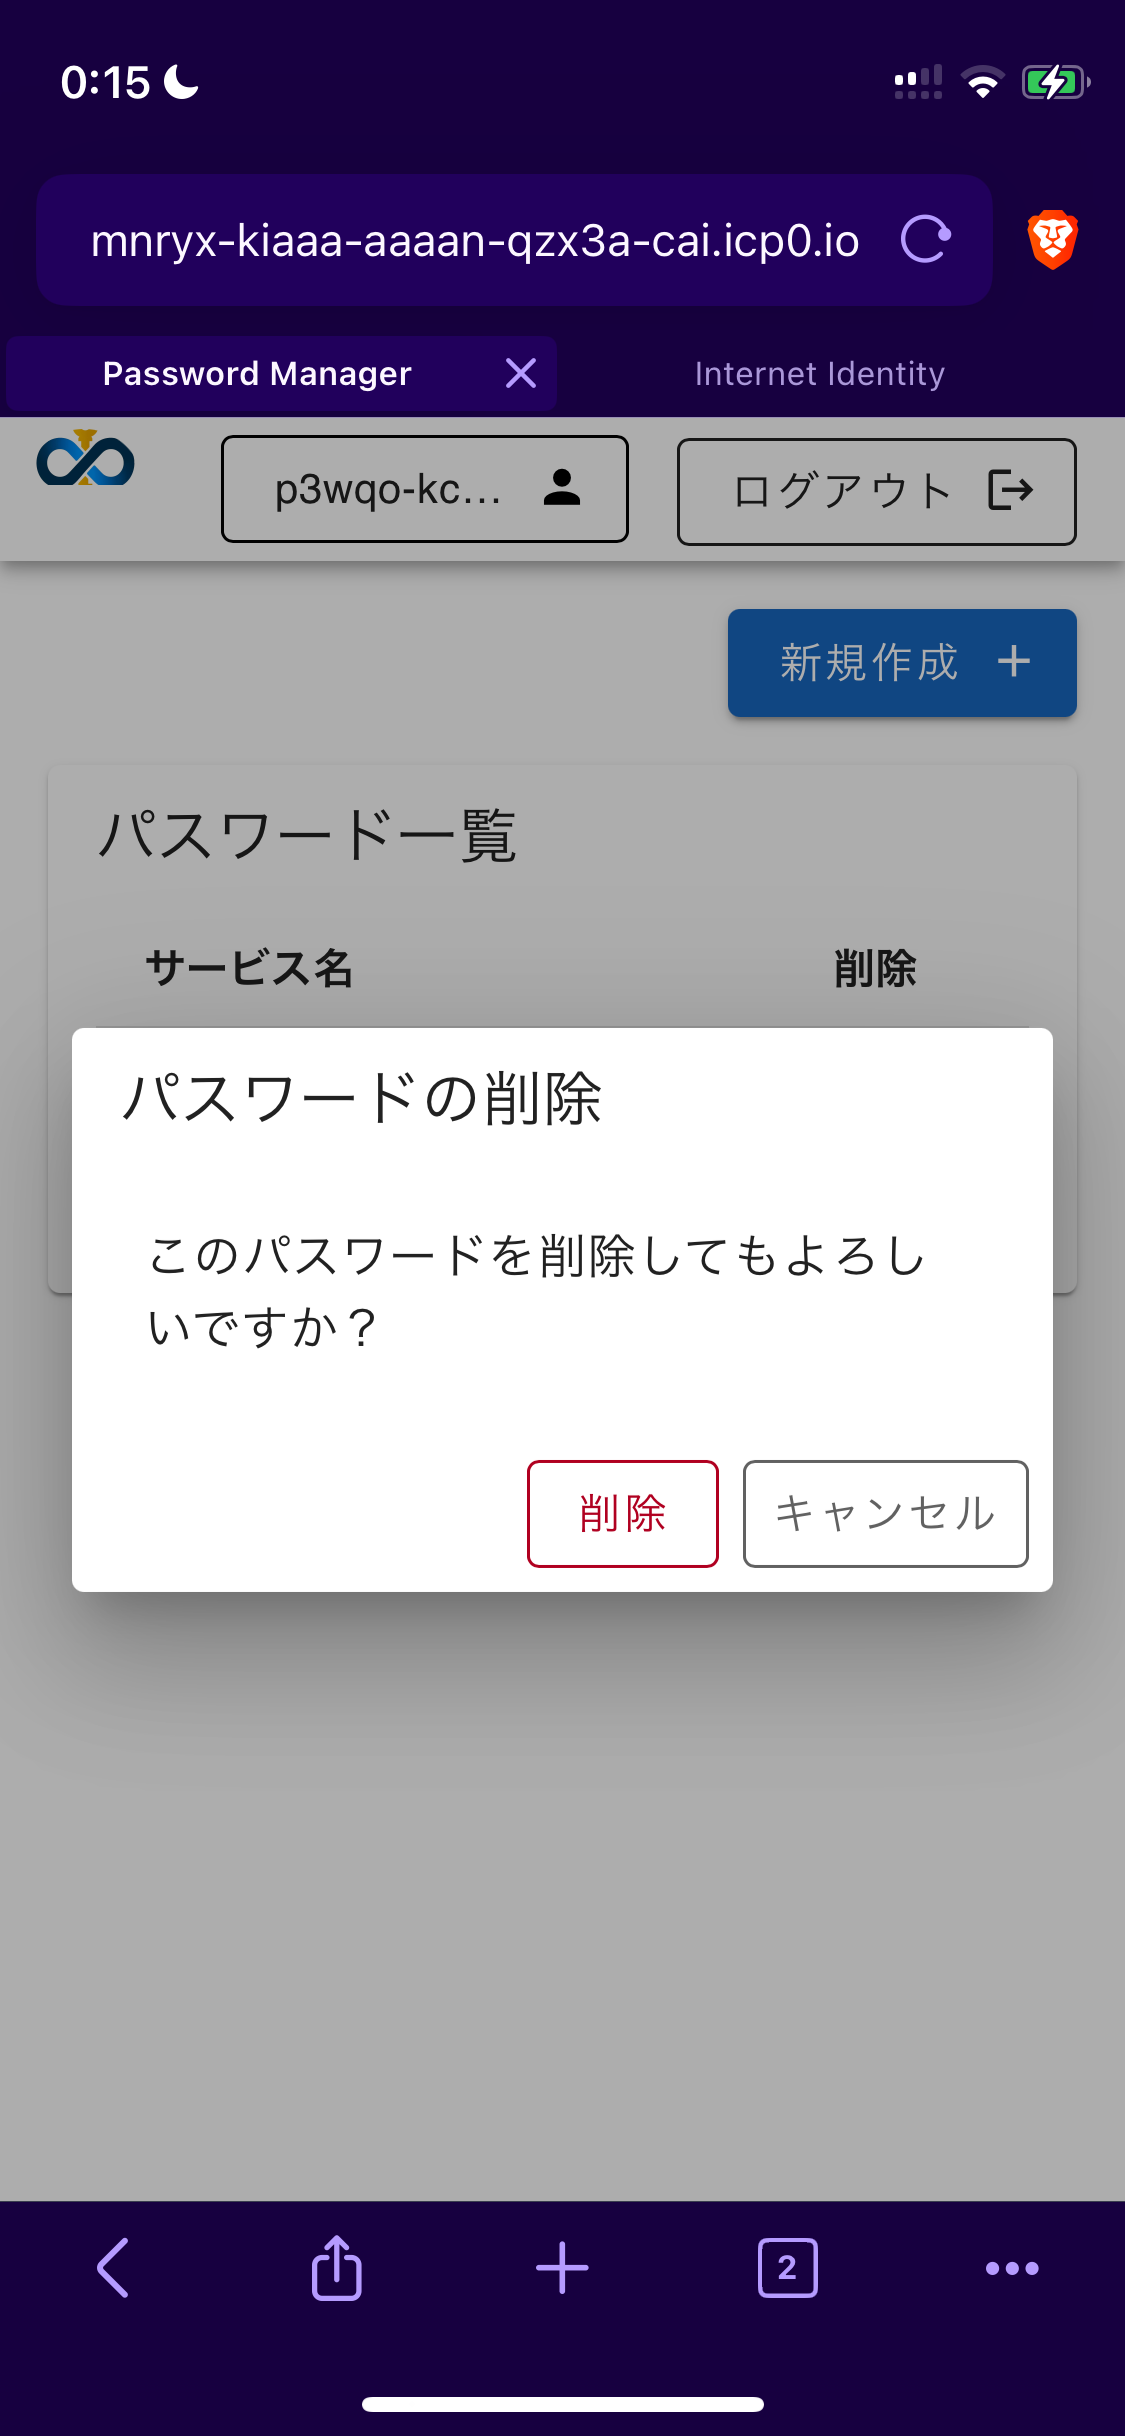 0:15
mnryx-kiaaa-aaaan-qzx3a-cai.icp0.io
Password Manager
Internet Identity
p3wqo-kc...
ログアウト
新規作成 +
パスワード一覧
サービス名
削除
パスワードの削除
このパスワードを削除してもよろし
いですか？
削除
キャンセル
2